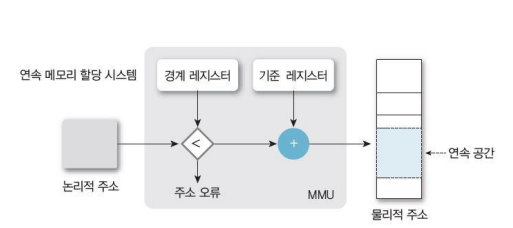 연속 메모리 할당 시스템
경계 레지스터
기준 레지스터
<
+
연속 공간
논리적 주소
주소 오류
MMU
물리적 주소